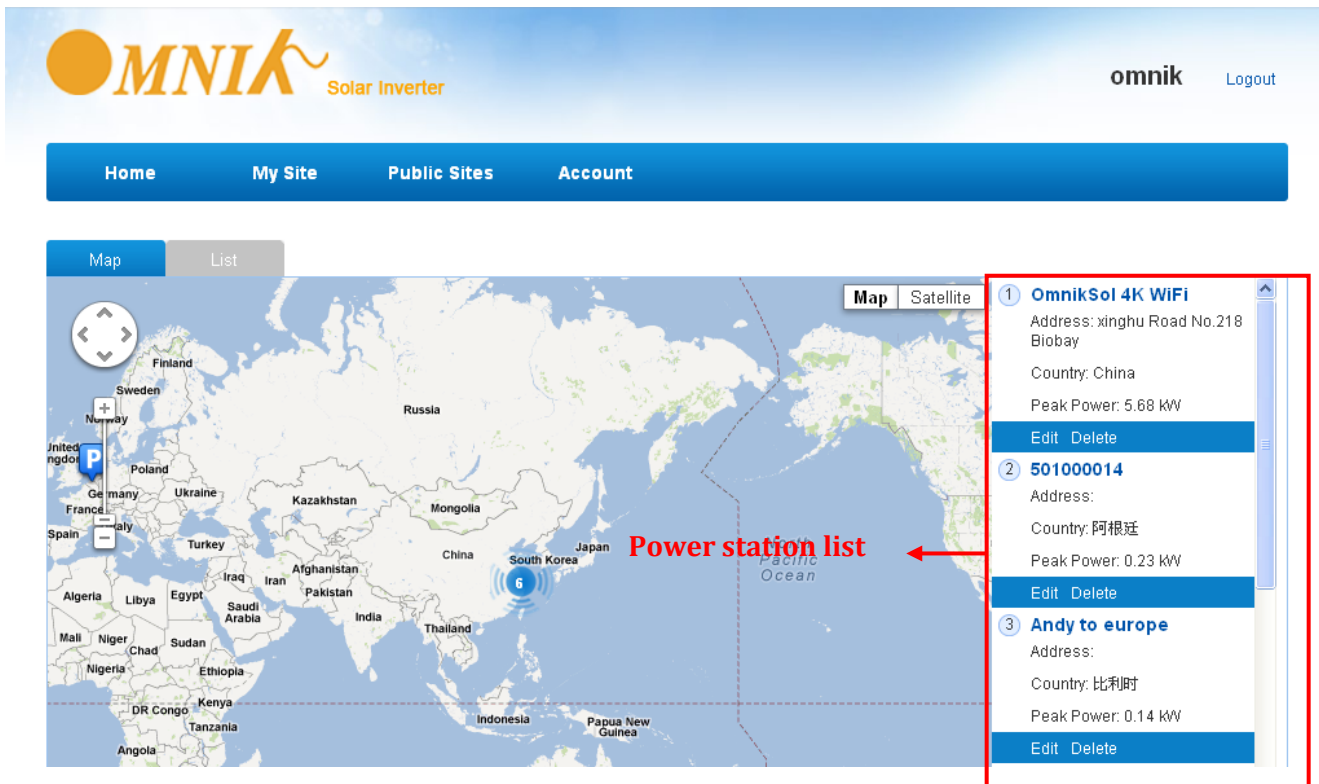 OMNIK Solar Inverter
omnik Logout
Home My Site Public Sites Account
Map List
Map Satellite
Finland
Sweden
Norway
Russia
United
Poland
Germany
Ukraine
France
Kazakhstan
Mongolia
Spain
Italy
Turkey
China
South Korea
Japan
North
Pacific
Ocean
Power station list
Iraq
Iran
Afghanistan
Pakistan
6
P
Algeria
Libya
Egypt
Saudi
Arabia
India
Thailand
Mali
Niger
Chad
Sudan
Nigeria
Ethiopia
DR Congo
Kenya
Tanzania
Indonesia
Papua New
Guinea
Angola
1 OmnikSol 4K WiFi
Address: xinghu Road No.218
Biobay
Country: China
Peak Power: 5.68 kW
Edit Delete
2 501000014
Address:
Country: 阿根廷
Peak Power: 0.23 kW
Edit Delete
3 Andy to europe
Address:
Country: 比利时
Peak Power: 0.14 kW
Edit Delete